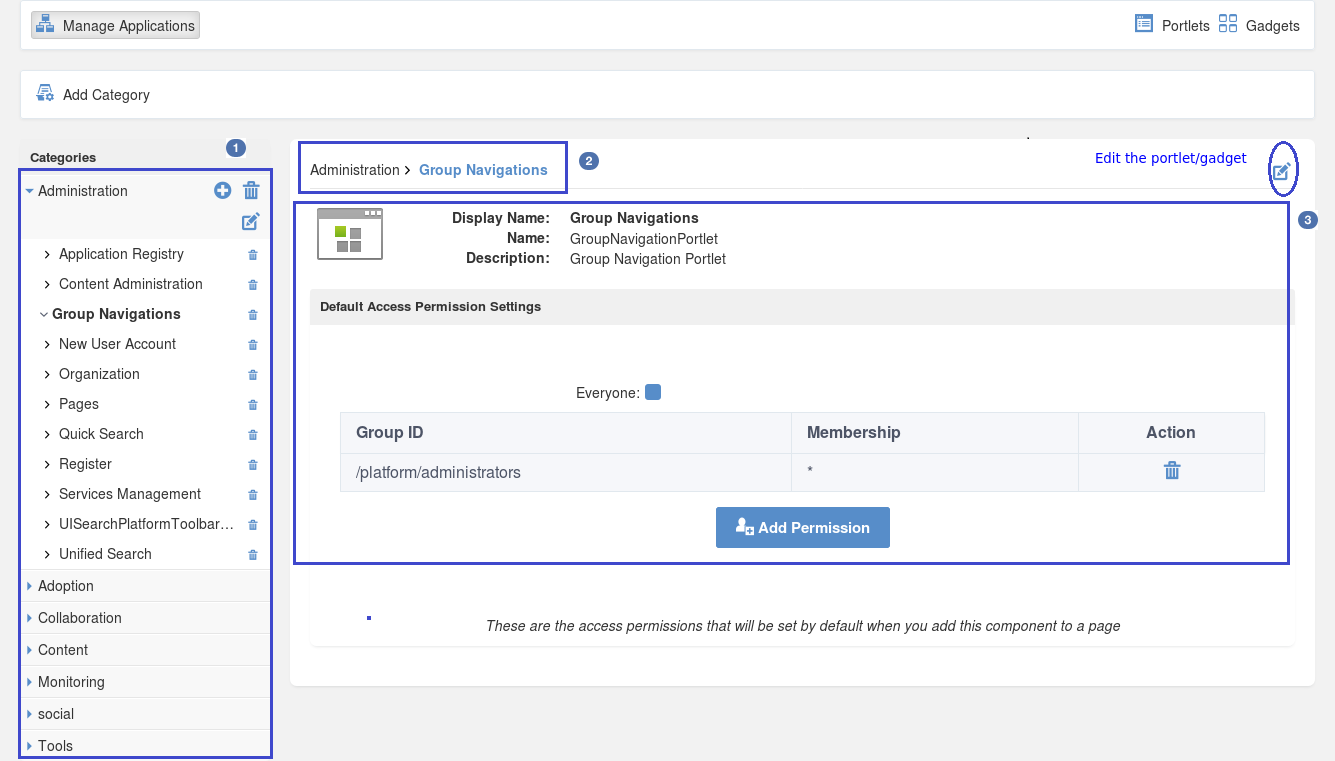 Manage Applications
Portlets Gadgets
Add Category
Categories
1
Administration
Application Registry
Content Administration
Group Navigations
New User Account
Organization
Pages
Quick Search
Register
Services Management
UISearchPlatformToolbar…
Unified Search
Adoption
Collaboration
Content
Monitoring
social
Tools
Administration > Group Navigations
2
Edit the portlet/gadget
3
Display Name: Group Navigations
Name: GroupNavigationPortlet
Description: Group Navigation Portlet
Default Access Permission Settings
Everyone:
Group ID Membership Action
/platform/administrators *
Add Permission
These are the access permissions that will be set by default when you add this component to a page